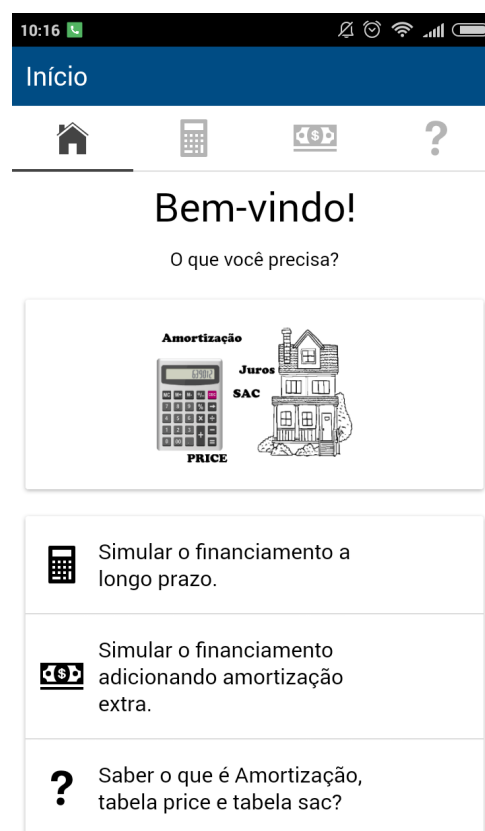 10:16
Início
Bem-vindo!
O que você precisa?
Amortização
Juros
SAC
PRICE
Simular o financiamento a
longo prazo.
Simular o financiamento
adicionando amortização
extra.
Saber o que é Amortização,
tabela price e tabela sac?